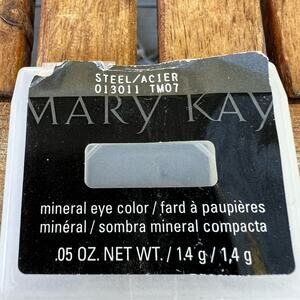 STEEL/ACIER
013011 TM07
MARY KAY
mineral eye color / fard à paupières
minéral / sombra mineral compacta
.05 OZ. NET WT. / 1.4 g / 1,4 g